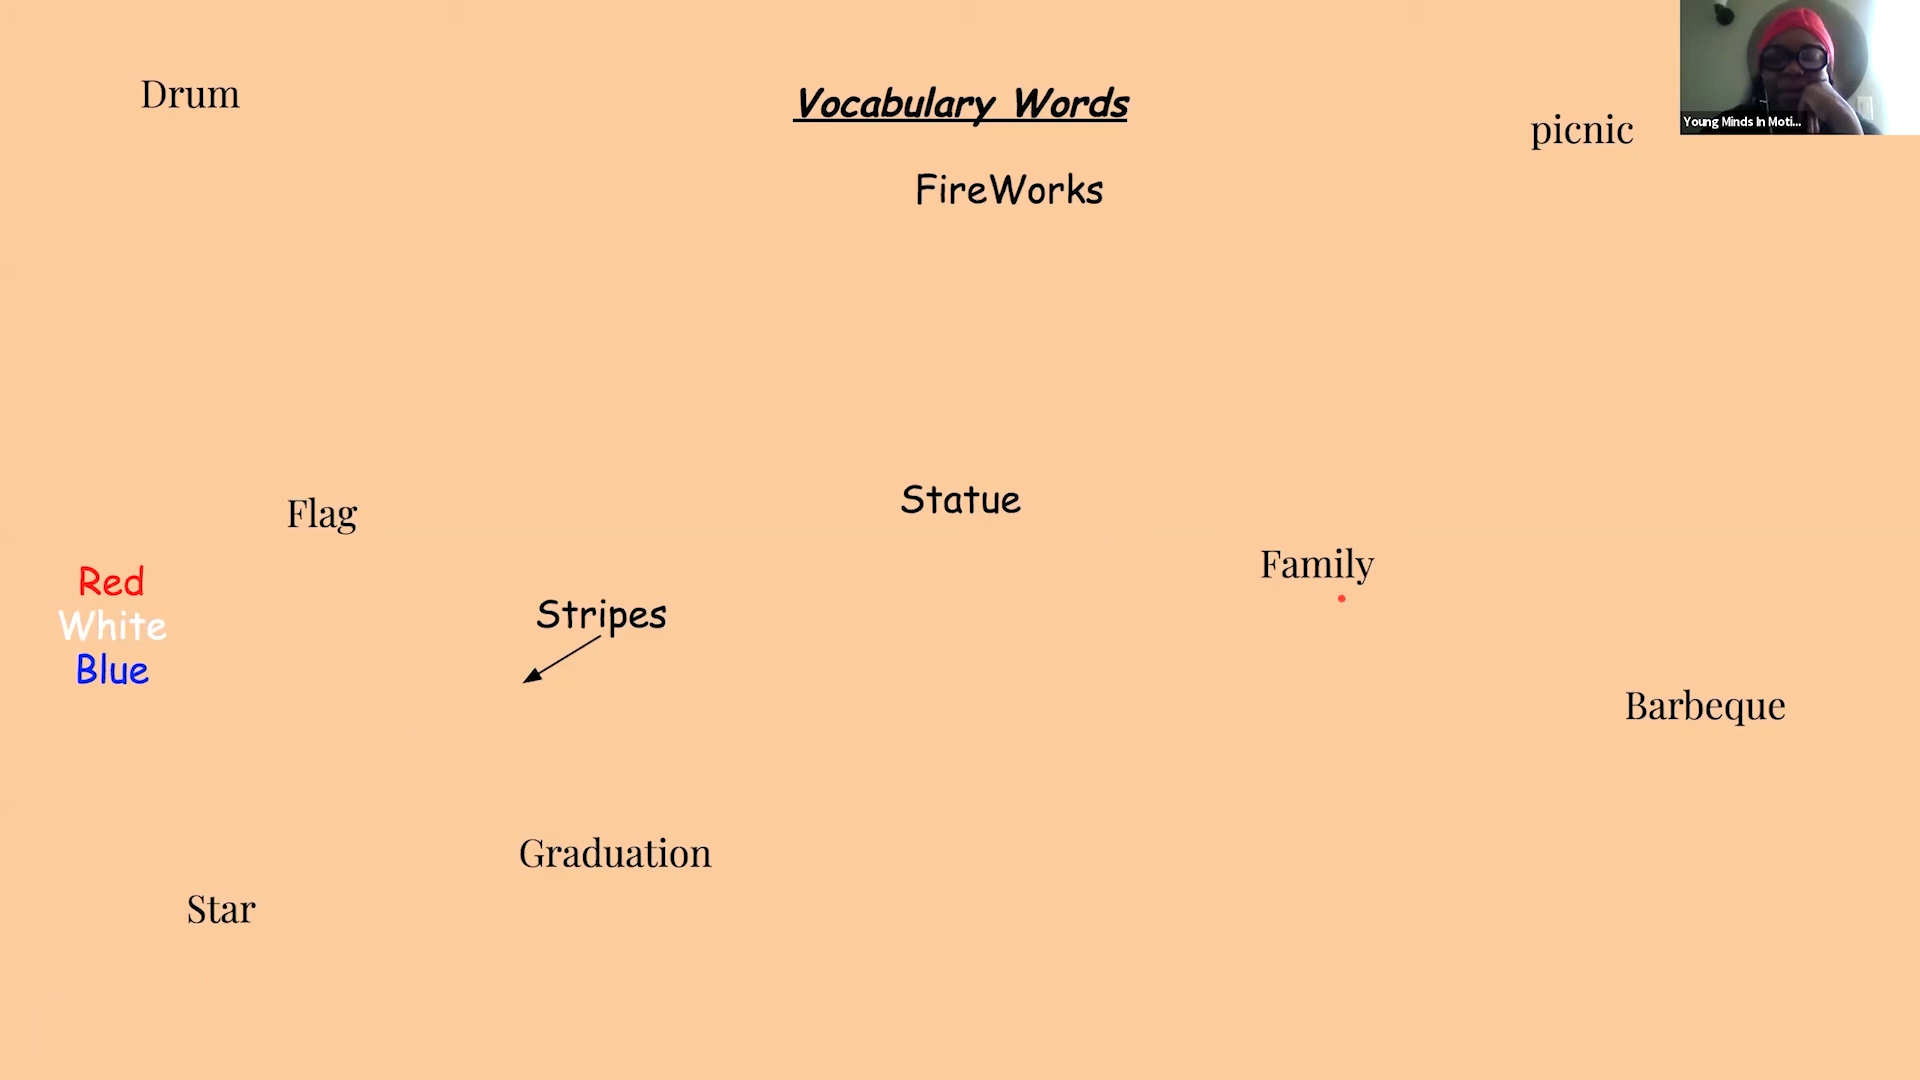 Drum
Vocabulary Words
picnic
Young Minds In Moti...
FireWorks
Flag
Statue
Family
Red
White
Blue
Stripes
Barbeque
Graduation
Star